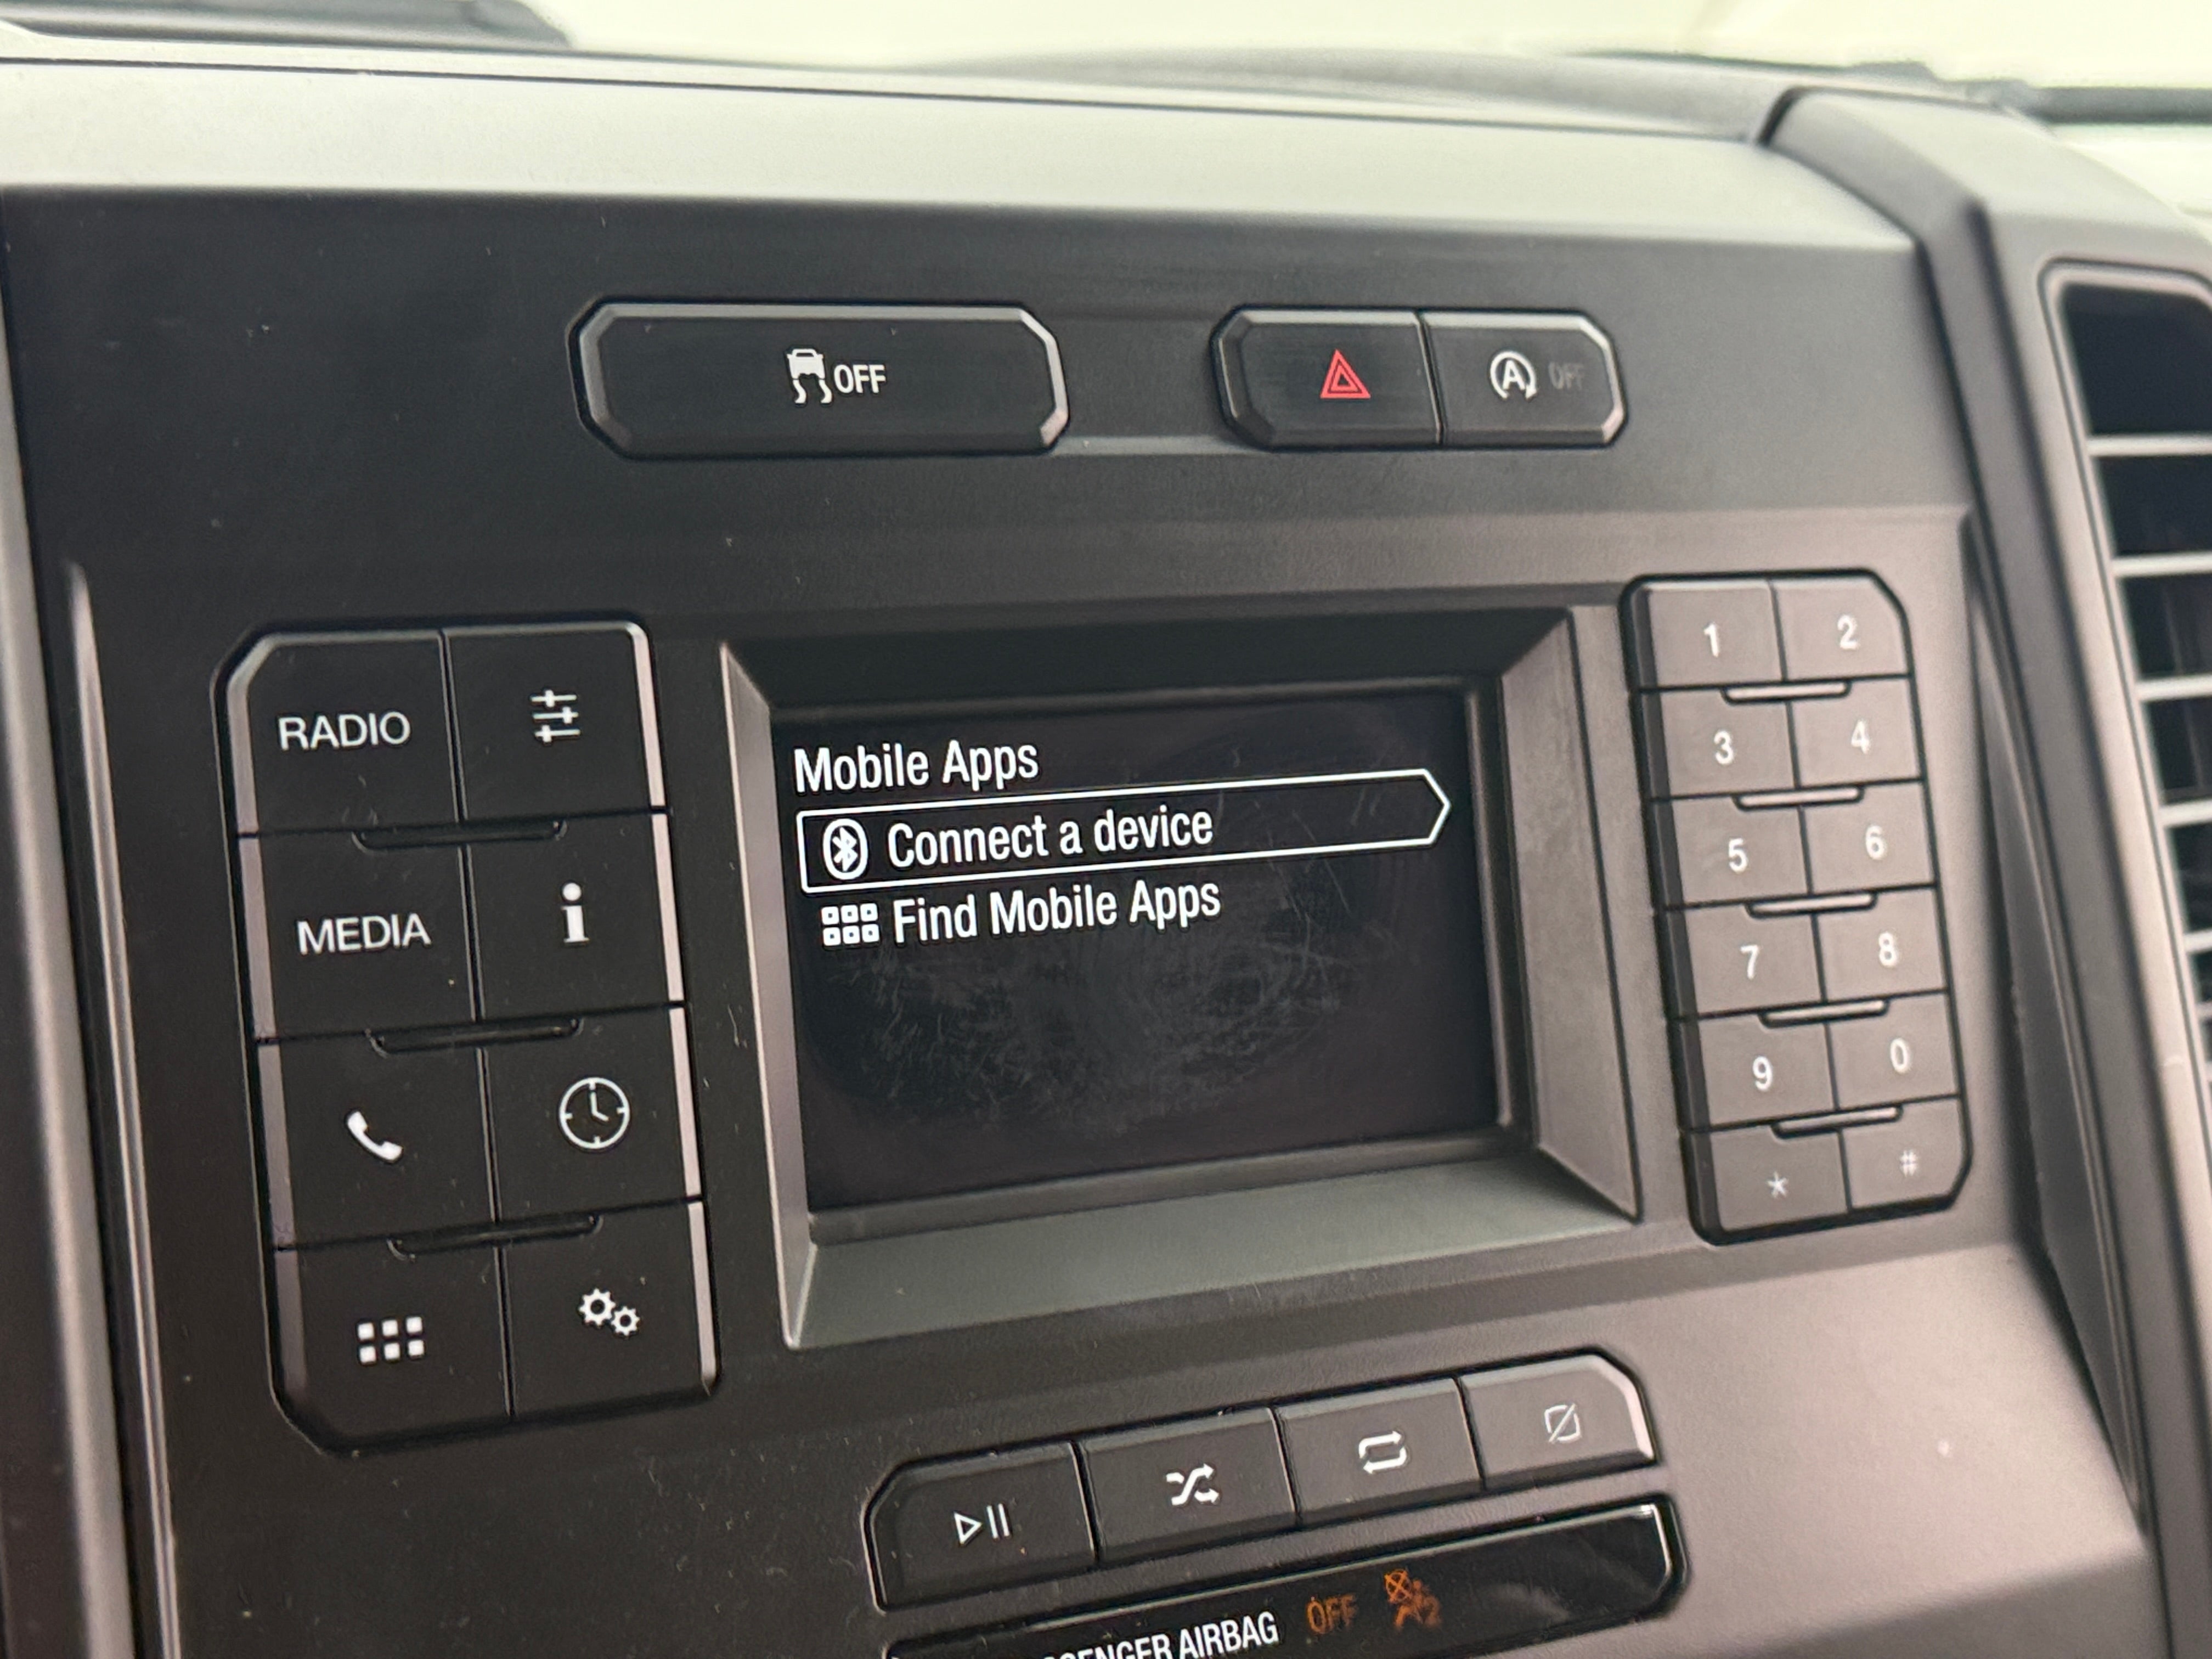 OFF
A OFF
RADIO
MEDIA
i
Mobile Apps
Connect a device
Find Mobile Apps
1 2
3 4
5 6
7 8
9 0
* #
AIRBAG OFF 2